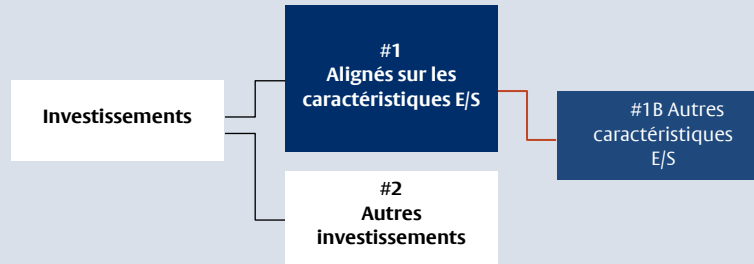 Investissements
#1
Alignés sur les
caractéristiques E/S
#1B Autres
caractéristiques
E/S
#2
Autres
investissements